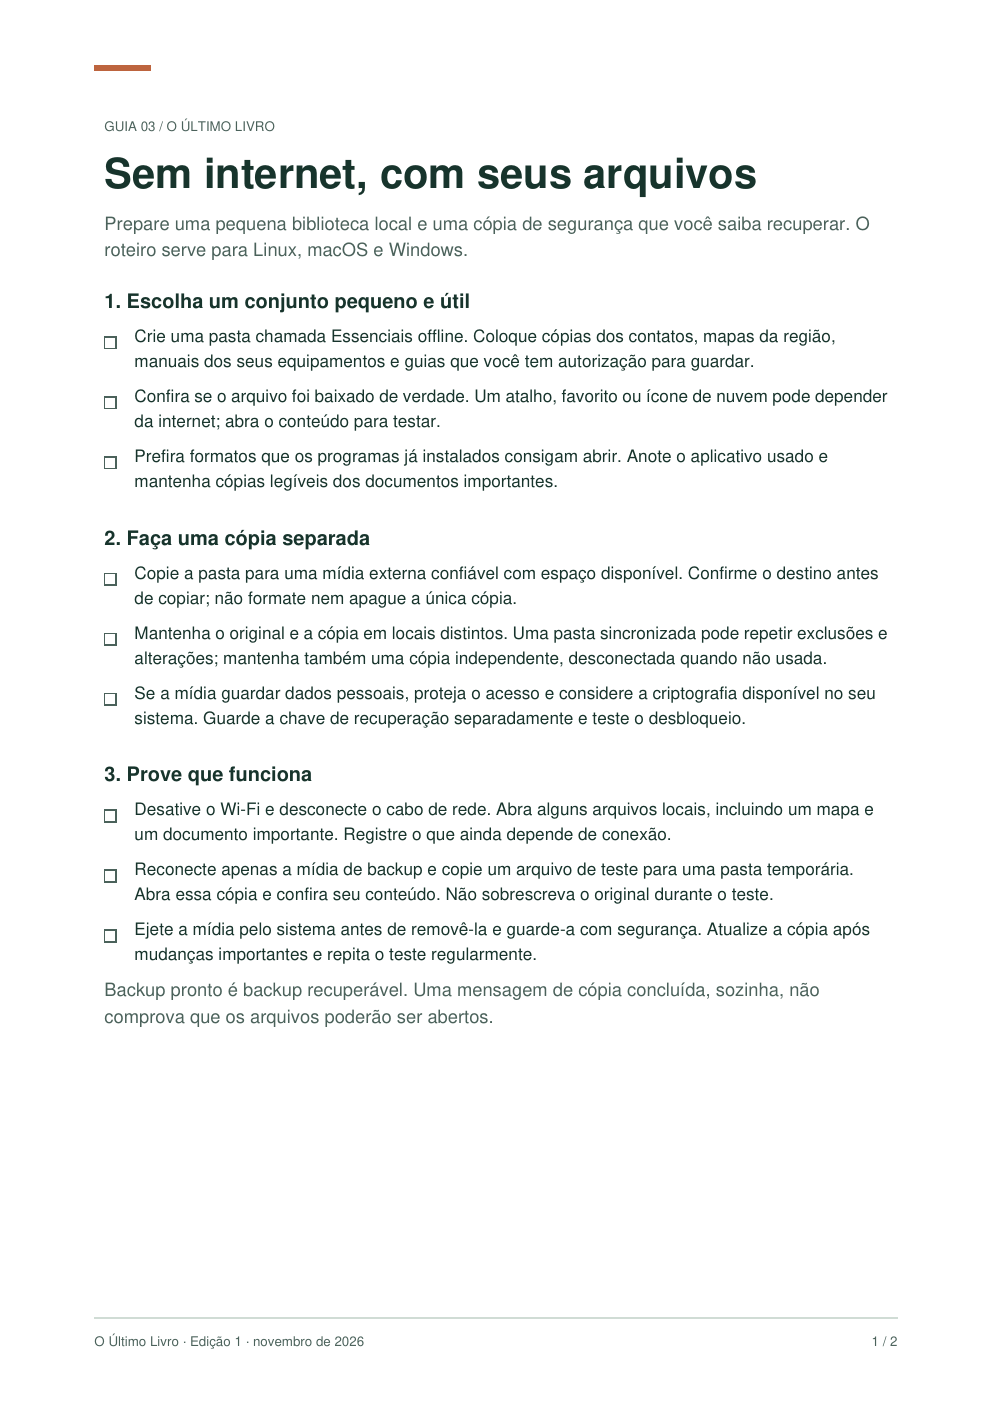 GUIA 03 / O ÚLTIMO LIVRO
Sem internet, com seus arquivos
Prepare uma pequena biblioteca local e uma cópia de segurança que você saiba recuperar. O
roteiro serve para Linux, macOS e Windows.
1. Escolha um conjunto pequeno e útil
Crie uma pasta chamada Essenciais offline. Coloque cópias dos contatos, mapas da região,
manuais dos seus equipamentos e guias que você tem autorização para guardar.
Confira se o arquivo foi baixado de verdade. Um atalho, favorito ou ícone de nuvem pode depender
da internet; abra o conteúdo para testar.
Prefira formatos que os programas já instalados consigam abrir. Anote o aplicativo usado e
mantenha cópias legíveis dos documentos importantes.
2. Faça uma cópia separada
Copie a pasta para uma mídia externa confiável com espaço disponível. Confirme o destino antes
de copiar; não formate nem apague a única cópia.
Mantenha o original e a cópia em locais distintos. Uma pasta sincronizada pode repetir exclusões e
alterações; mantenha também uma cópia independente, desconectada quando não usada.
Se a mídia guardar dados pessoais, proteja o acesso e considere a criptografia disponível no seu
sistema. Guarde a chave de recuperação separadamente e teste o desbloqueio.
3. Prove que funciona
Desative o Wi-Fi e desconecte o cabo de rede. Abra alguns arquivos locais, incluindo um mapa e
um documento importante. Registre o que ainda depende de conexão.
Reconecte apenas a mídia de backup e copie um arquivo de teste para uma pasta temporária.
Abra essa cópia e confira seu conteúdo. Não sobrescreva o original durante o teste.
Ejete a mídia pelo sistema antes de removê-la e guarde-a com segurança. Atualize a cópia após
mudanças importantes e repita o teste regularmente.
Backup pronto é backup recuperável. Uma mensagem de cópia concluída, sozinha, não
comprova que os arquivos poderão ser abertos.
O Último Livro · Edição 1 · novembro de 2026
1 / 2